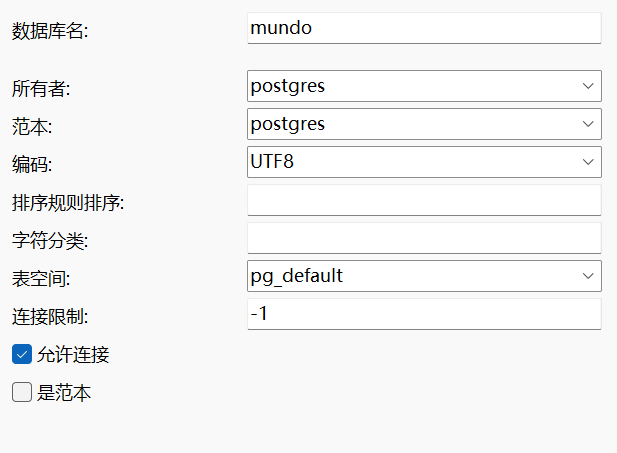 数据库名: mundo
所有者: postgres
范本: postgres
编码: UTF8
排序规则排序:
字符分类:
表空间: pg_default
连接限制: -1
允许连接
是范本